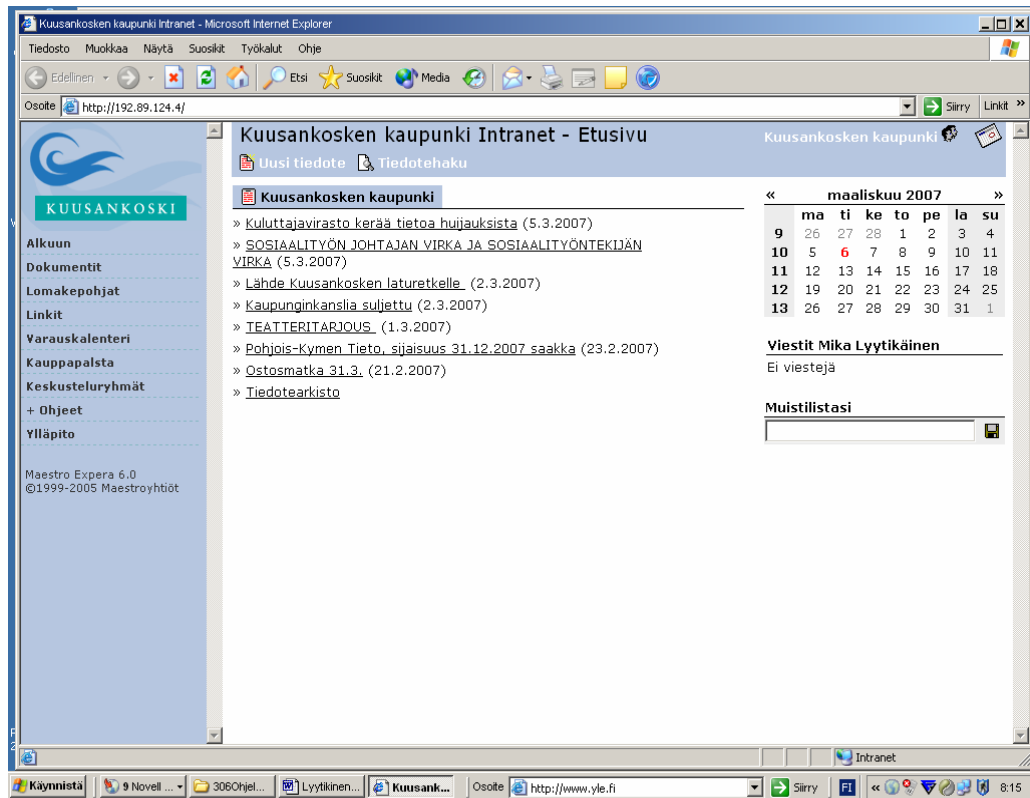 Kuusankosken kaupunki Intranet - Microsoft Internet Explorer
Tiedosto Muokkaa Näytä Suosikit Työkalut Ohje
Edellinen Etsi Suosikit Media
Osoite http://192.89.124.4/ Siirry Linkit »
KUUSANKOSKI
Alkuun
Dokumentit
Lomakepohjat
Linkit
Varauskalenteri
Kauppapalsta
Keskusteluryhmät
+ Ohjeet
Ylläpito
Maestro Expera 6.0
©1999-2005 Maestroyhtiöt
Kuusankosken kaupunki Intranet - Etusivu
Uusi tiedote Tiedotehaku
Kuusankosken kaupunki
Kuusankosken kaupunki
» Kuluttajavirasto kerää tietoa huijauksista (5.3.2007)
» SOSIAALITYÖN JOHTAJAN VIRKA JA SOSIAALITYÖNTEKIJÄN
VIRKA (5.3.2007)
» Lähde Kuusankosken laturetkelle (2.3.2007)
» Kaupunginkanslia suljettu (2.3.2007)
» TEATTERITARJOUS (1.3.2007)
» Pohjois-Kymen Tieto, sijaisuus 31.12.2007 saakka (23.2.2007)
» Ostosmatka 31.3. (21.2.2007)
» Tiedotearkisto
« maaliskuu 2007 »
ma ti ke to pe la su
9 26 27 28 1 2 3 4
10 5 6 7 8 9 10 11
11 12 13 14 15 16 17 18
12 19 20 21 22 23 24 25
13 26 27 28 29 30 31 1
Viestit Mika Lyytikäinen
Ei viestejä
Muistilistasi
Intranet
Käynnistä 9 Novell ... 306Ohjel... Lyytikinen... Kuusank... Osoite http://www.yle.fi Siirry FI « 8:15